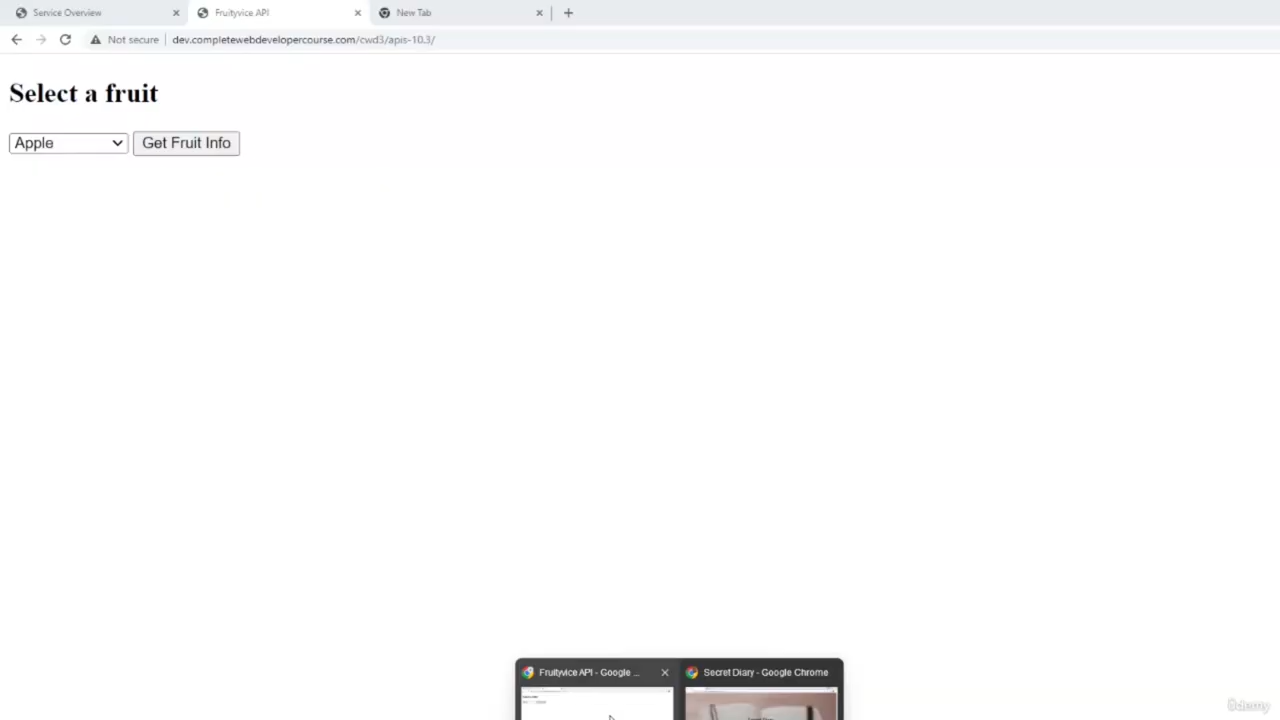 Service Overview
Fruityvice API
New Tab
Not secure
dev.completewebdevelopercourse.com/cwd3/apis-10.3/
Select a fruit
Apple
Get Fruit Info
Fruityvice API - Google ...
Secret Diary - Google Chrome
ûdemy